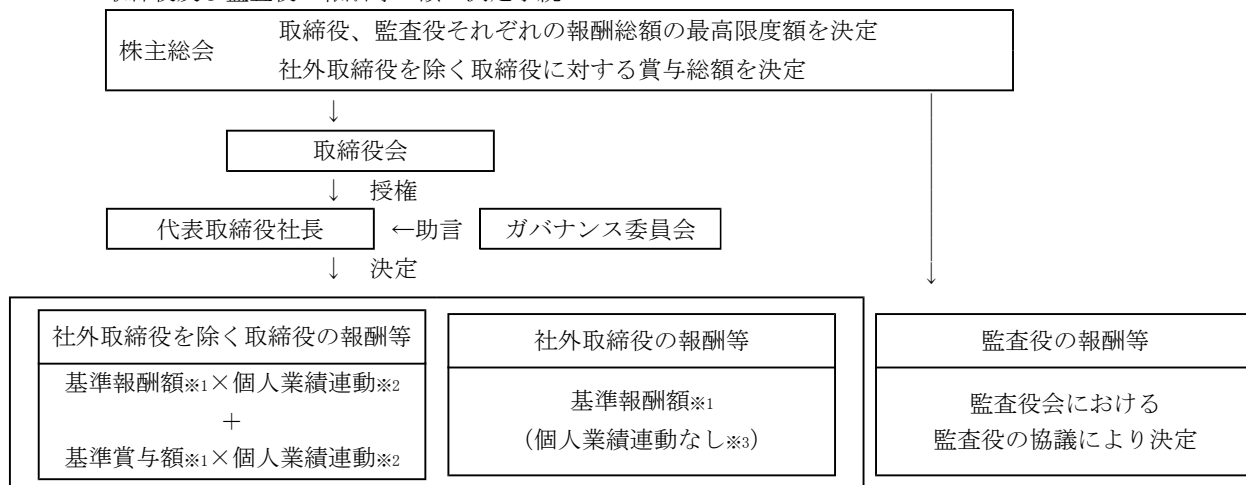 株主総会
取締役、監査役それぞれの報酬総額の最高限度額を決定
社外取締役を除く取締役に対する賞与総額を決定
↓
取締役会
↓ 授権
代表取締役社長 ←助言 ガバナンス委員会
↓ 決定
↓
社外取締役を除く取締役の報酬等
基準報酬額※1×個人業績連動※2
+
基準賞与額※1×個人業績連動※2
社外取締役の報酬等
基準報酬額※1
（個人業績連動なし※3）
監査役の報酬等
監査役会における
監査役の協議により決定